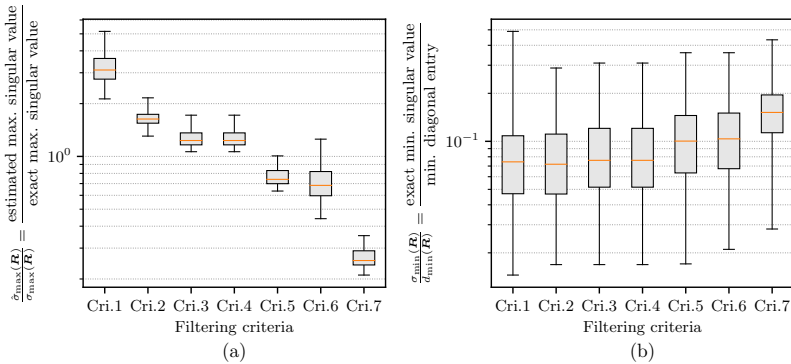 σ̂max(R)/σmax(R) = estimated max. singular value/exact max. singular value
10⁰
Cri.1 Cri.2 Cri.3 Cri.4 Cri.5 Cri.6 Cri.7
Filtering criteria
(a)
σmin(R)/dmin(R) = exact min. singular value/min. diagonal entry
10⁻¹
Cri.1 Cri.2 Cri.3 Cri.4 Cri.5 Cri.6 Cri.7
Filtering criteria
(b)